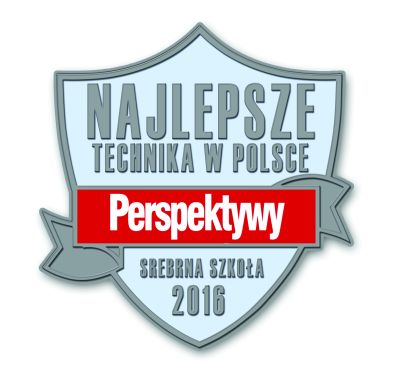 NAJLEPSZE
TECHNIKA W POLSCE
Perspektywy
SREBRNA SZKOŁA
2016